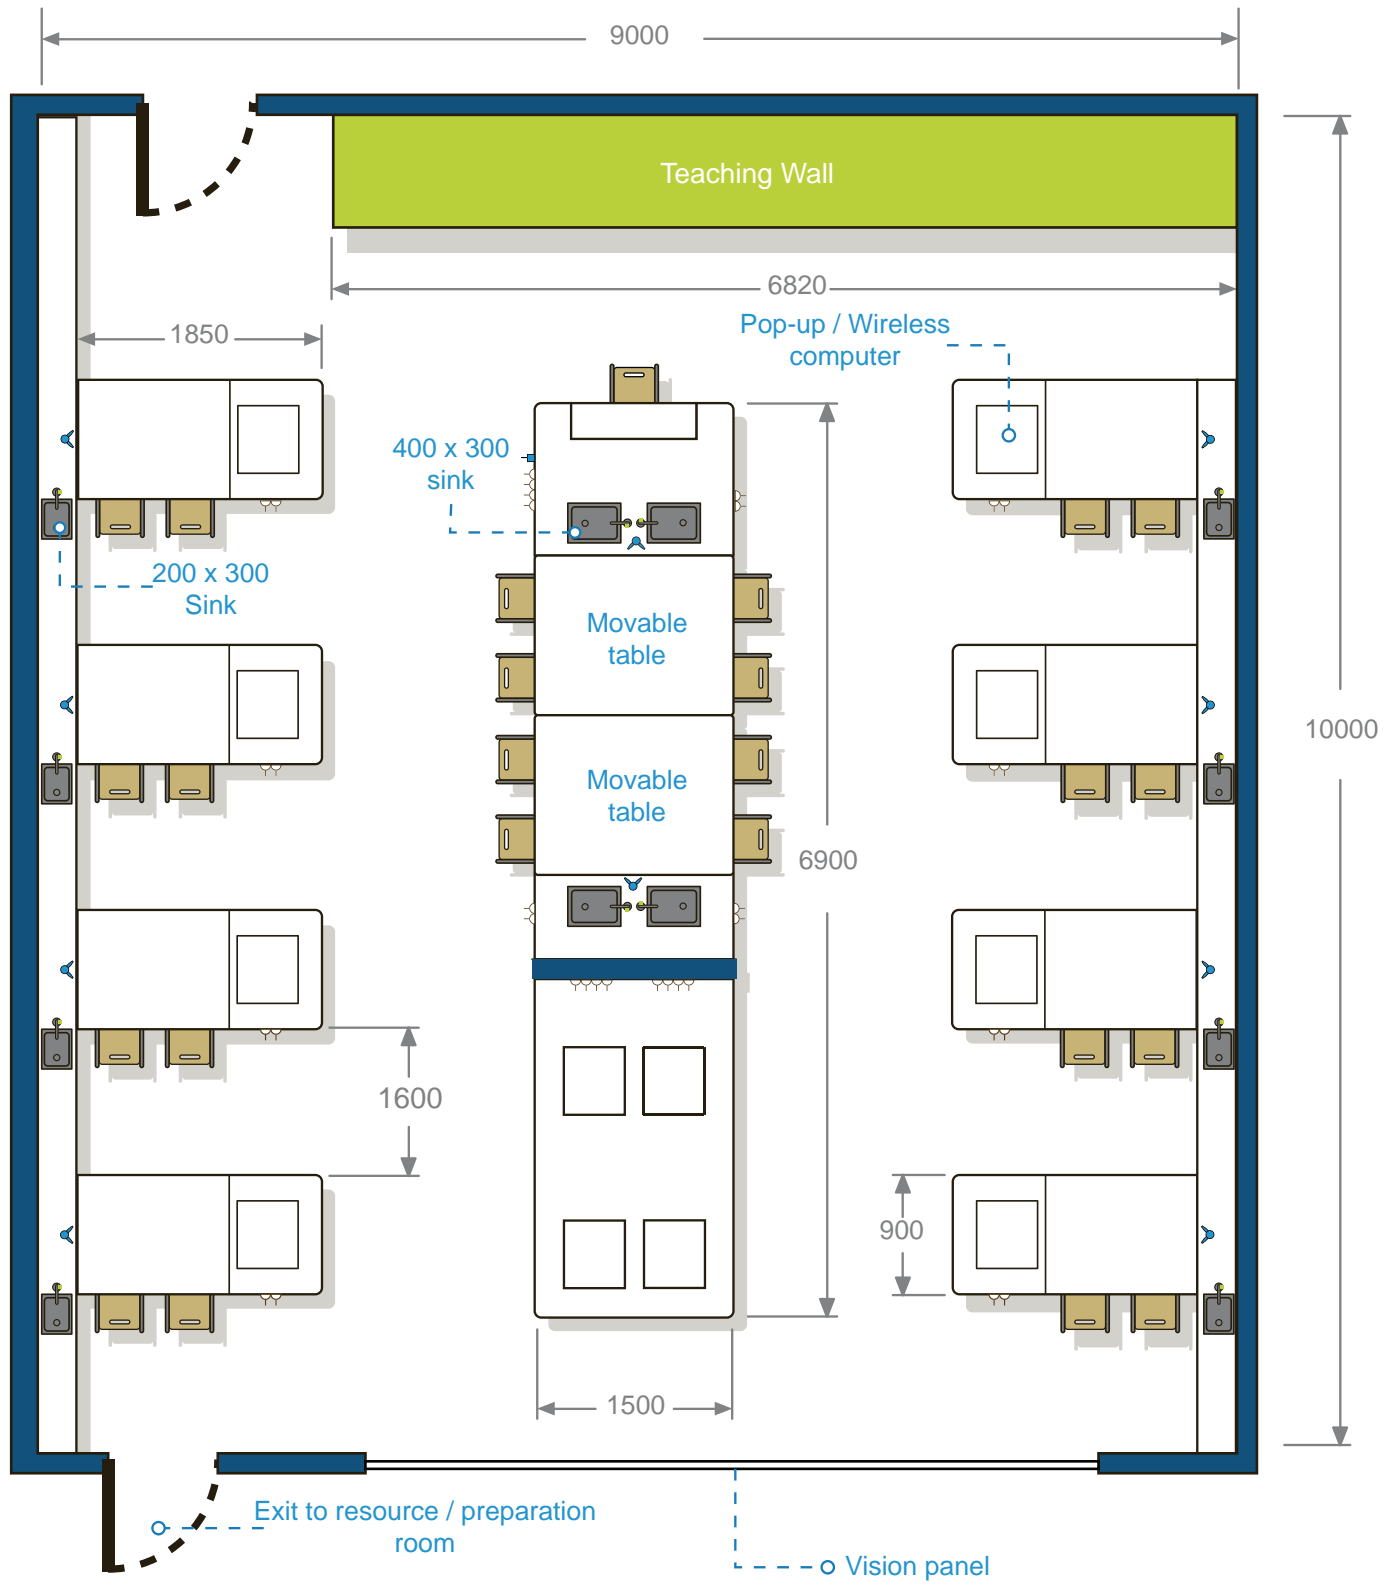 9000
Teaching Wall
6820
1850
Pop-up / Wireless
computer
400 x 300
sink
200 x 300
Sink
Movable
table
10000
Movable
table
6900
1600
900
1500
Exit to resource / preparation
room
Vision panel